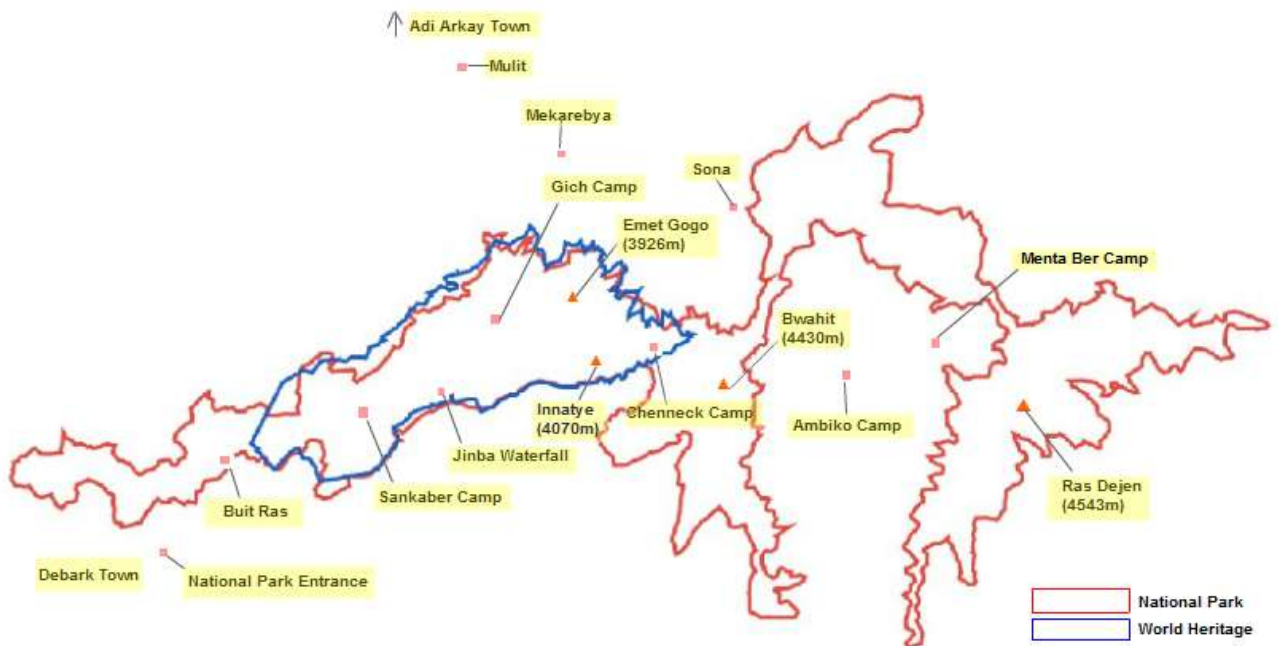 Adi Arkay Town
Mulit
Mekarebya
Gich Camp
Sona
Emet Gogo
(3926m)
Menta Ber Camp
Bwahit
(4430m)
Innatye
(4070m)
Chenneck Camp
Ambiko Camp
Jinba Waterfall
Sankaber Camp
Ras Dejen
(4543m)
Buit Ras
Debark Town
National Park Entrance
National Park
World Heritage